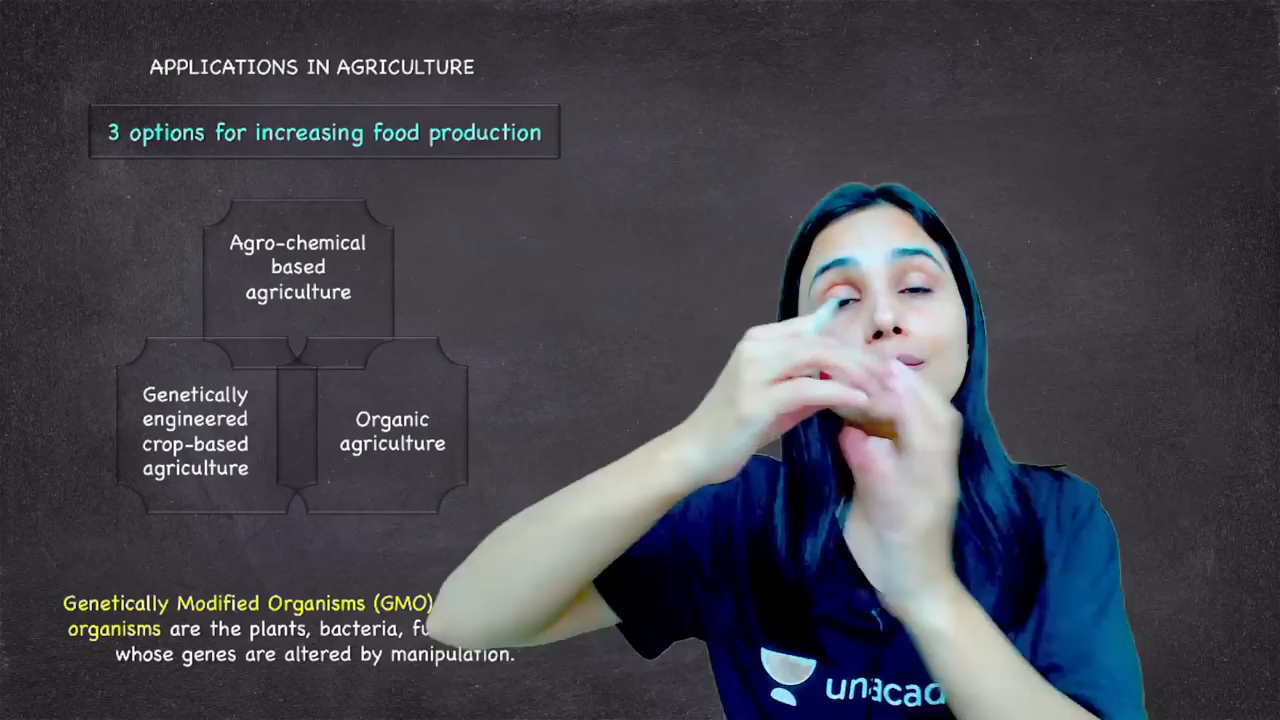 APPLICATIONS IN AGRICULTURE
3 options for increasing food production
Agro-chemical
based
agriculture
Genetically
engineered
crop-based
agriculture
Organic
agriculture
Genetically Modified Organisms (GMO)
organisms are the plants, bacteria,
whose genes are altered by manipulation.